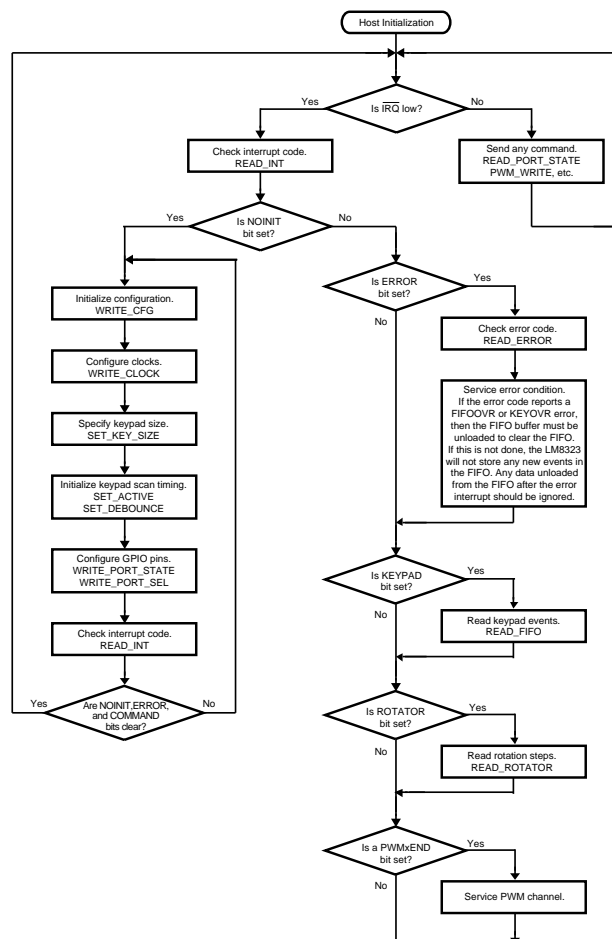 Host Initialization
Is IRQ low?
Yes
No
Check interrupt code.
READ_INT
Send any command.
READ_PORT_STATE
PWM_WRITE, etc.
Is NOINIT
bit set?
Yes
No
Initialize configuration.
WRITE_CFG
Configure clocks.
WRITE_CLOCK
Specify keypad size.
SET_KEY_SIZE
Initialize keypad scan timing.
SET_ACTIVE
SET_DEBOUNCE
Configure GPIO pins.
WRITE_PORT_STATE
WRITE_PORT_SEL
Check interrupt code.
READ_INT
Are NOINIT,ERROR,
and COMMAND
bits clear?
Yes
No
Is ERROR
bit set?
Yes
No
Check error code.
READ_ERROR
Service error condition.
If the error code reports a
FIFOOVR or KEYOVR error,
then the FIFO buffer must be
unloaded to clear the FIFO.
If this is not done, the LM8323
will not store any new events in
the FIFO. Any data unloaded
from the FIFO after the error
interrupt should be ignored.
Is KEYPAD
bit set?
Yes
No
Read keypad events.
READ_FIFO
Is ROTATOR
bit set?
Yes
No
Read rotation steps.
READ_ROTATOR
Is a PWMxEND
bit set?
Yes
No
Service PWM channel.